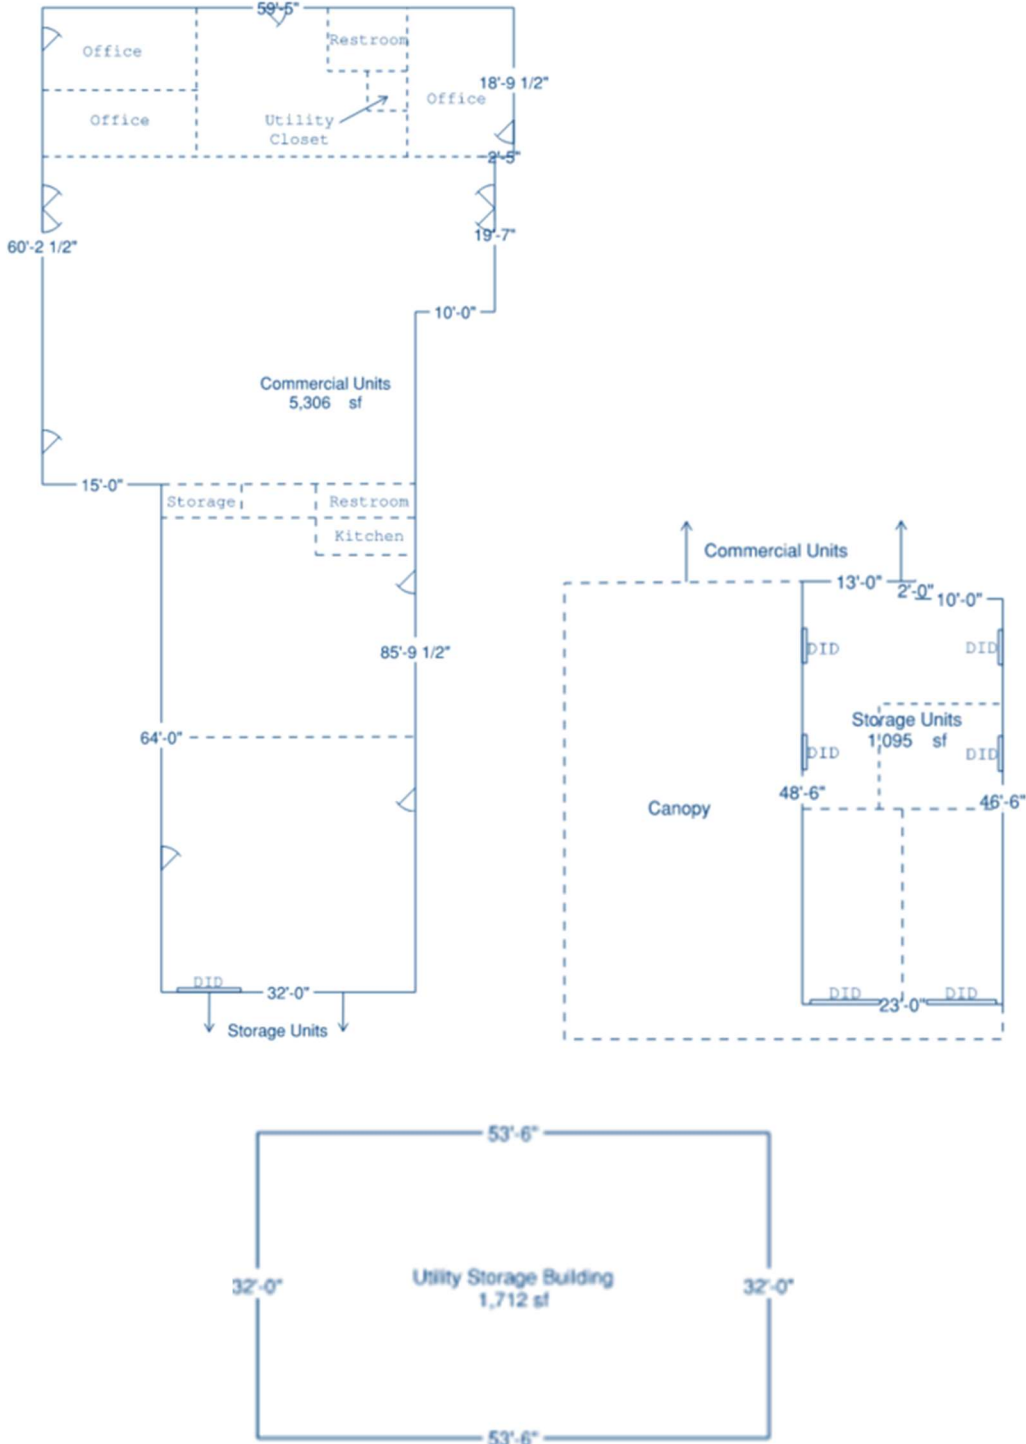 59'-5"
Office
Restroom
18'-9 1/2"
Office
Office
Utility
Closet
2'-5"
19'-7"
60'-2 1/2"
10'-0"
Commercial Units
5,306 sf
15'-0"
Storage
Restroom
Kitchen
85'-9 1/2"
64'-0"
DID
32'-0"
Storage Units
Commercial Units
13'-0"
2'-0"
10'-0"
DID
DID
Storage Units
1,095 sf
DID
DID
48'-6"
46'-6"
Canopy
DID
DID
23'-0"
53'-6"
Utility Storage Building
1,712 sf
32'-0"
32'-0"
53'-6"